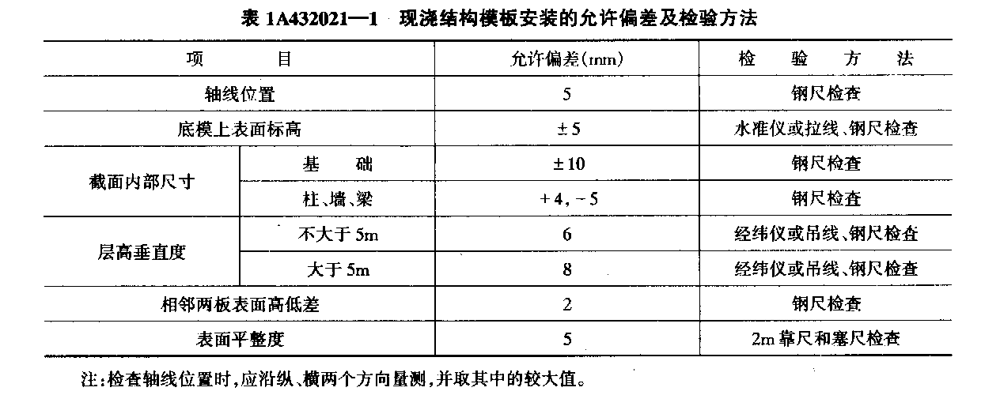 表 1A432021—1 现浇结构模板安装的允许偏差及检验方法
项 目 允许偏差(mm) 检 验 方 法
轴线位置 5 钢尺检查
底模上表面标高 ±5 水准仪或拉线、钢尺检查
截面内部尺寸 基 础 ±10 钢尺检查
柱、墙、梁 +4,-5 钢尺检查
层高垂直度 不大于 5m 6 经纬仪或吊线、钢尺检查
大于 5m 8 经纬仪或吊线、钢尺检查
相邻两板表面高低差 2 钢尺检查
表面平整度 5 2m 靠尺和塞尺检查
注:检查轴线位置时,应沿纵、横两个方向量测,并取其中的较大值。